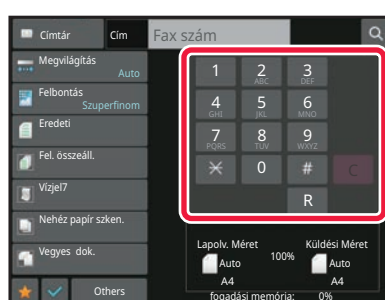 Címtár Cím Fax szám
Megvilágítás
Auto
Felbontás
Szuperfinom
Eredeti
Fel. összeáll.
Vízjel7
Nehéz papír szken.
Vegyes dok.
Others
1 2 3
ABC DEF
4 5 6
GHI JKL MNO
7 8 9
PQRS TUV WXYZ
0 # C
R
Lapolv. Méret Küldési Méret
Auto 100% Auto
A4 A4
fogadási memória: 0%